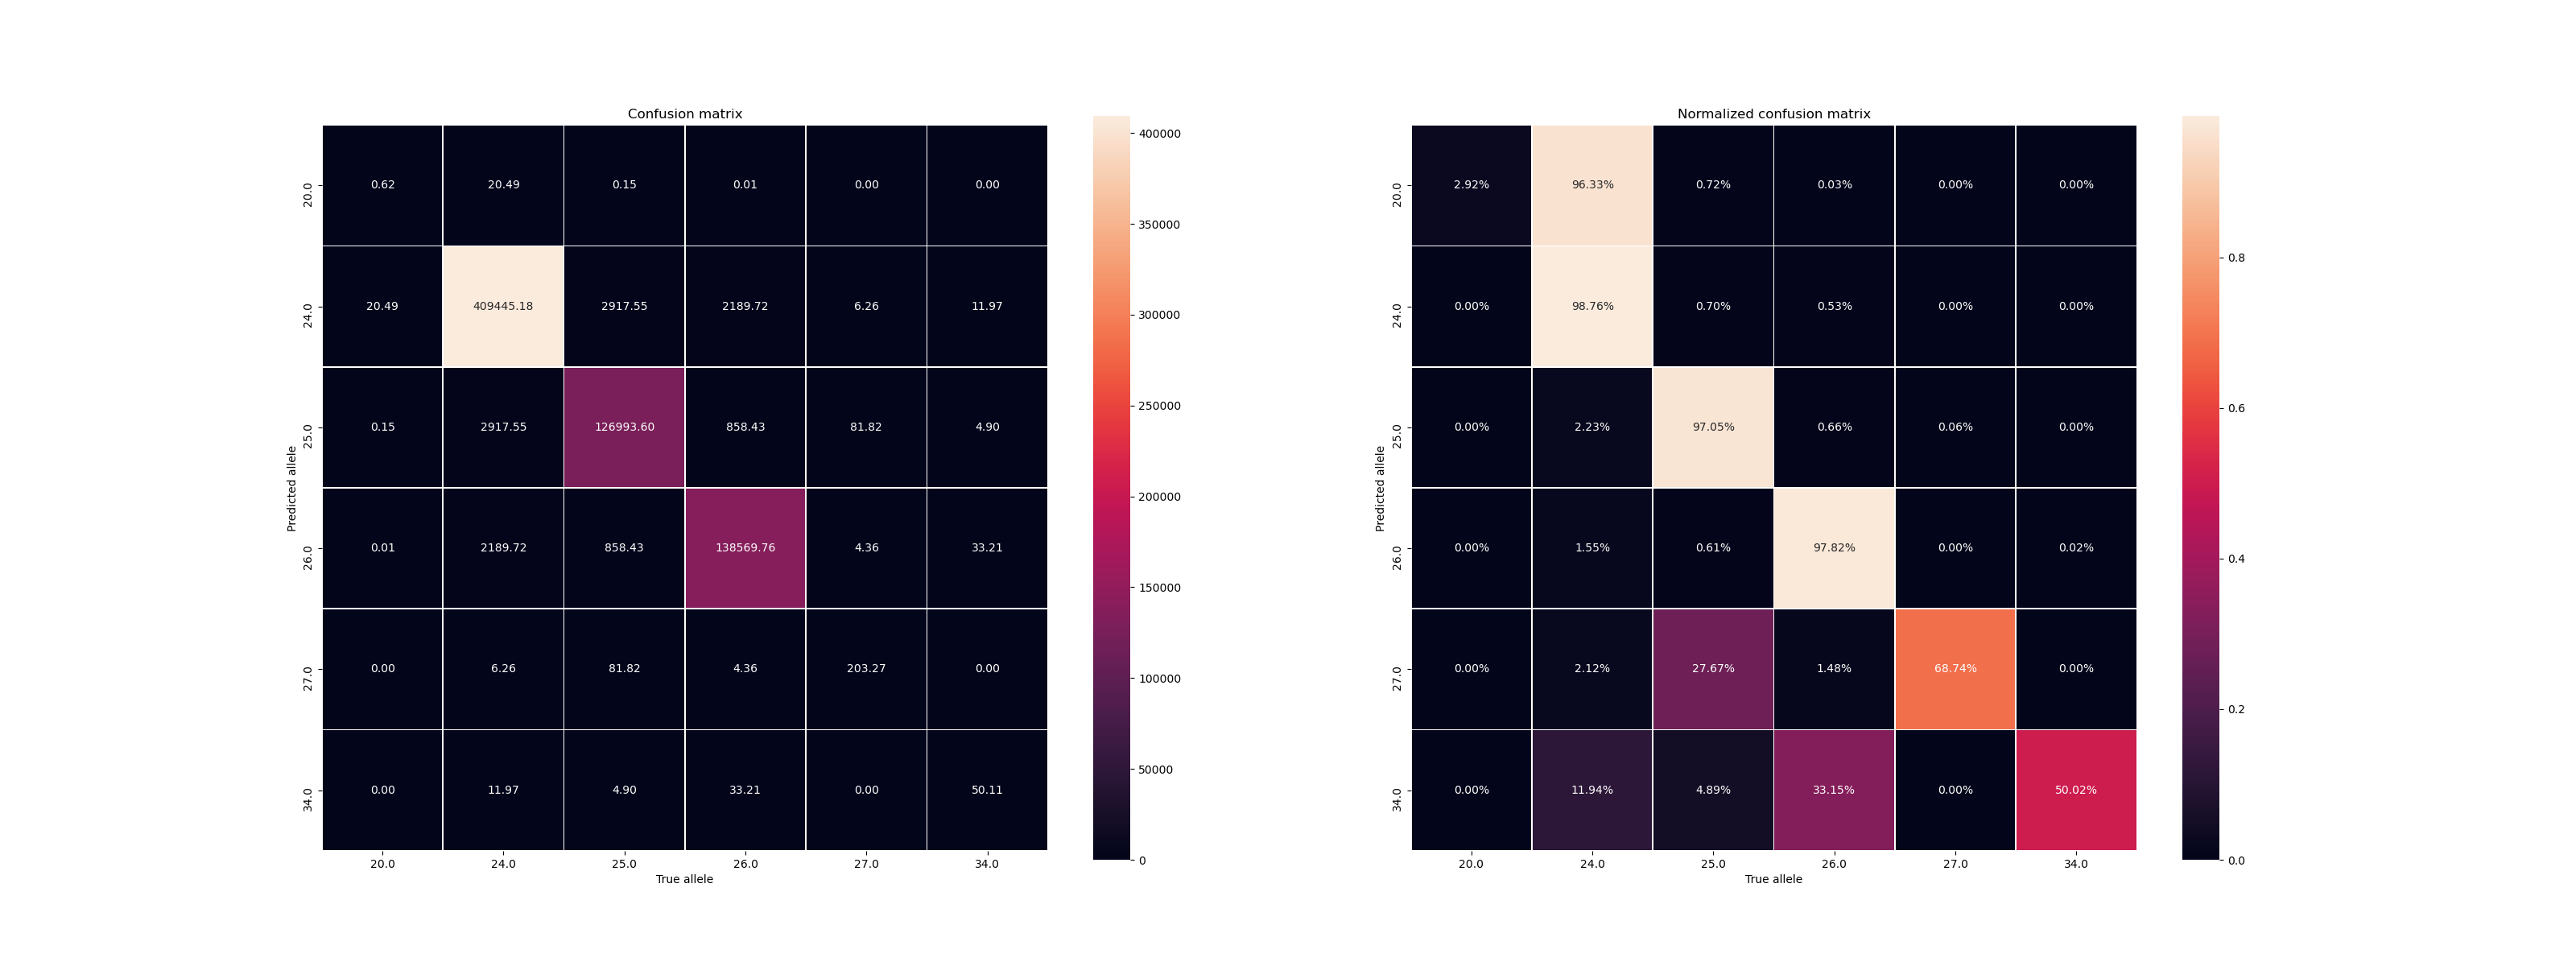 Confusion matrix
20.0 0.62 20.49 0.15 0.01 0.00 0.00
24.0 20.49 409445.18 2917.55 2189.72 6.26 11.97
25.0 0.15 2917.55 126993.60 858.43 81.82 4.90
26.0 0.01 2189.72 858.43 138569.76 4.36 33.21
27.0 0.00 6.26 81.82 4.36 203.27 0.00
34.0 0.00 11.97 4.90 33.21 0.00 50.11
20.0 24.0 25.0 26.0 27.0 34.0
True allele
Predicted allele
400000
350000
300000
250000
200000
150000
100000
50000
0
Normalized confusion matrix
20.0 2.92% 96.33% 0.72% 0.03% 0.00% 0.00%
24.0 0.00% 98.76% 0.70% 0.53% 0.00% 0.00%
25.0 0.00% 2.23% 97.05% 0.66% 0.06% 0.00%
26.0 0.00% 1.55% 0.61% 97.82% 0.00% 0.02%
27.0 0.00% 2.12% 27.67% 1.48% 68.74% 0.00%
34.0 0.00% 11.94% 4.89% 33.15% 0.00% 50.02%
20.0 24.0 25.0 26.0 27.0 34.0
True allele
Predicted allele
0.8
0.6
0.4
0.2
0.0